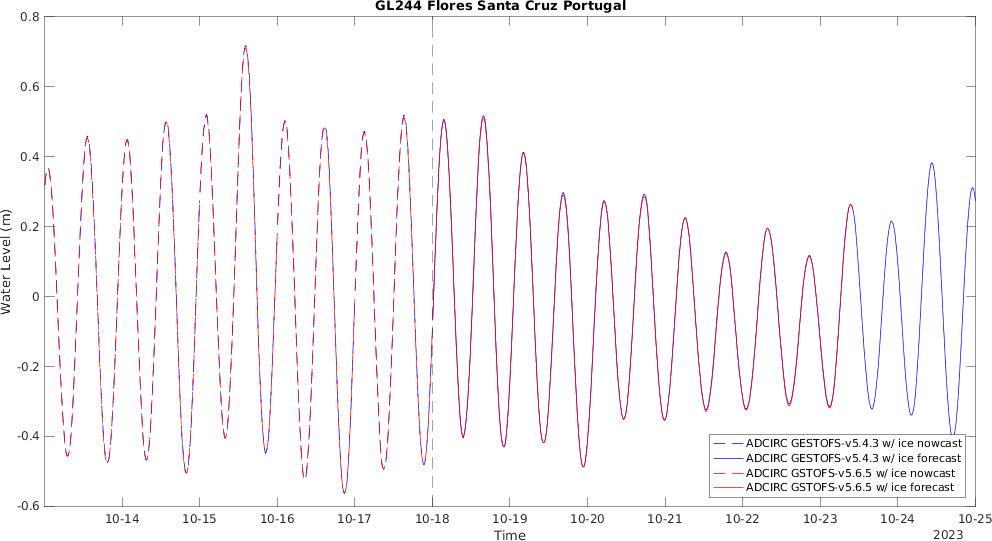 GL244 Flores Santa Cruz Portugal
0.8
0.6
0.4
0.2
0
-0.2
-0.4
-0.6
Water Level (m)
ADCIRC GESTOFS-v5.4.3 w/ ice nowcast
ADCIRC GESTOFS-v5.4.3 w/ ice forecast
ADCIRC GSTOFS-v5.6.5 w/ ice nowcast
ADCIRC GSTOFS-v5.6.5 w/ ice forecast
10-14 10-15 10-16 10-17 10-18 10-19 10-20 10-21 10-22 10-23 10-24 10-25
Time
2023